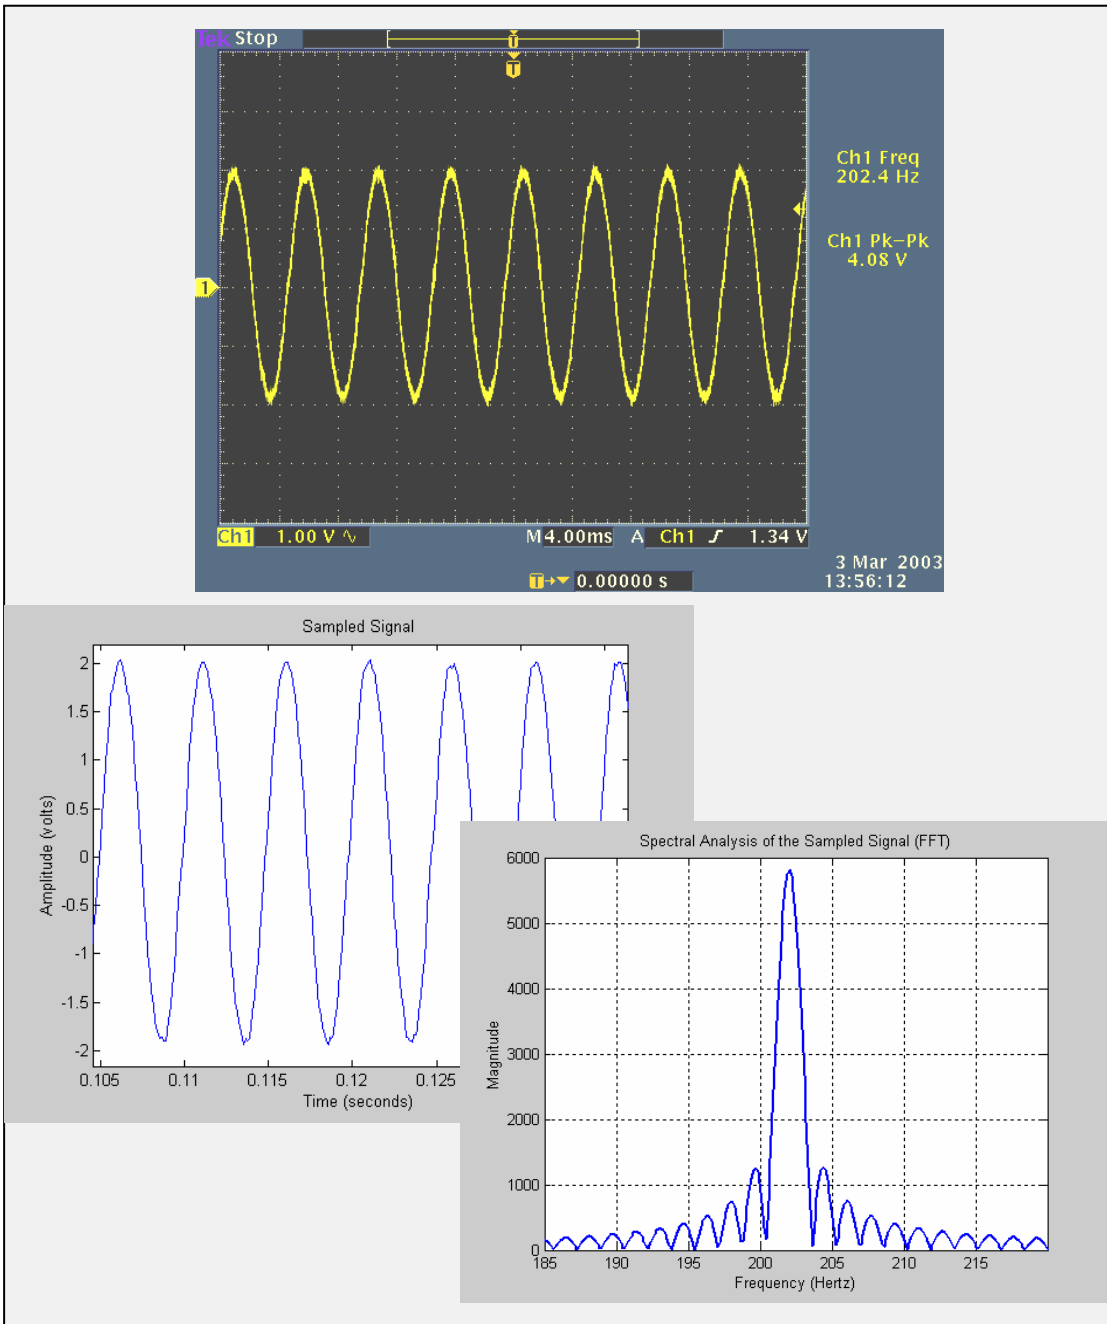 Tek Stop
T
T
Ch1 Freq
202.4 Hz
Ch1 Pk-Pk
4.08 V
1
Ch1 1.00 V M 4.00ms A Ch1 1.34 V
3 Mar 2003
T 0.00000 s 13:56:12
Sampled Signal
2
1.5
1
0.5
0
-0.5
-1
-1.5
-2
Amplitude (volts)
0.105 0.11 0.115 0.12 0.125
Time (seconds)
Spectral Analysis of the Sampled Signal (FFT)
6000
5000
4000
3000
2000
1000
0
Magnitude
185 190 195 200 205 210 215
Frequency (Hertz)